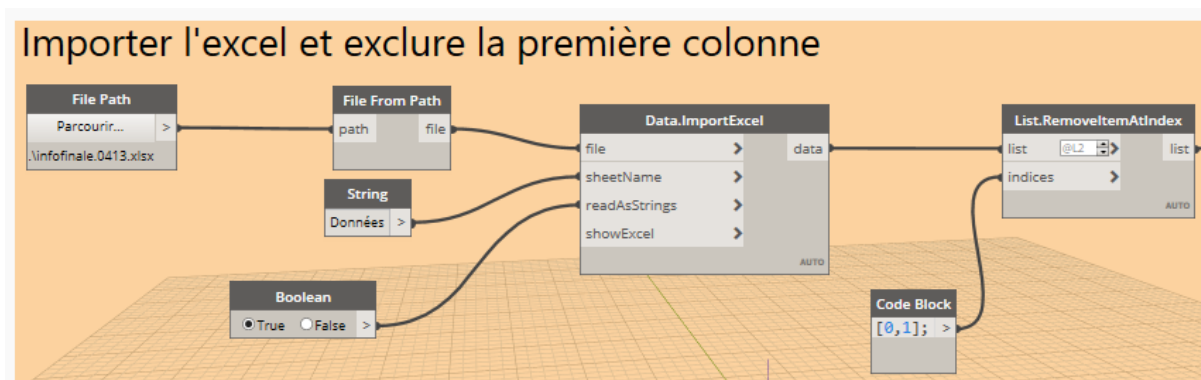 Importer l'excel et exclure la première colonne
File Path
Parcourir... >
.\infofinale.0413.xlsx
File From Path
path file
String
Données >
Boolean
True False >
Data.ImportExcel
file > data
sheetName >
readAsStrings >
showExcel >
AUTO
List.RemoveItemAtIndex
list @L2 > list
indices >
AUTO
Code Block
[0,1]; >